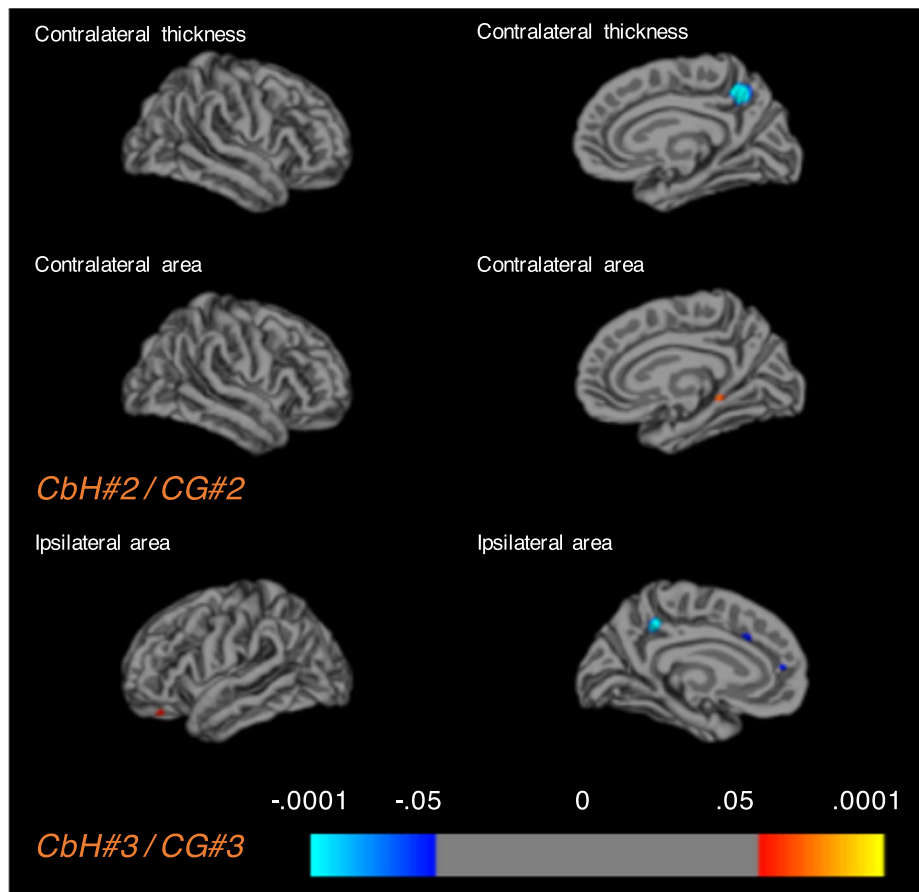 Contralateral thickness Contralateral thickness
Contralateral area Contralateral area
CbH#2 / CG#2
Ipsilateral area Ipsilateral area
-.0001 -.05 0 .05 .0001
CbH#3 / CG#3